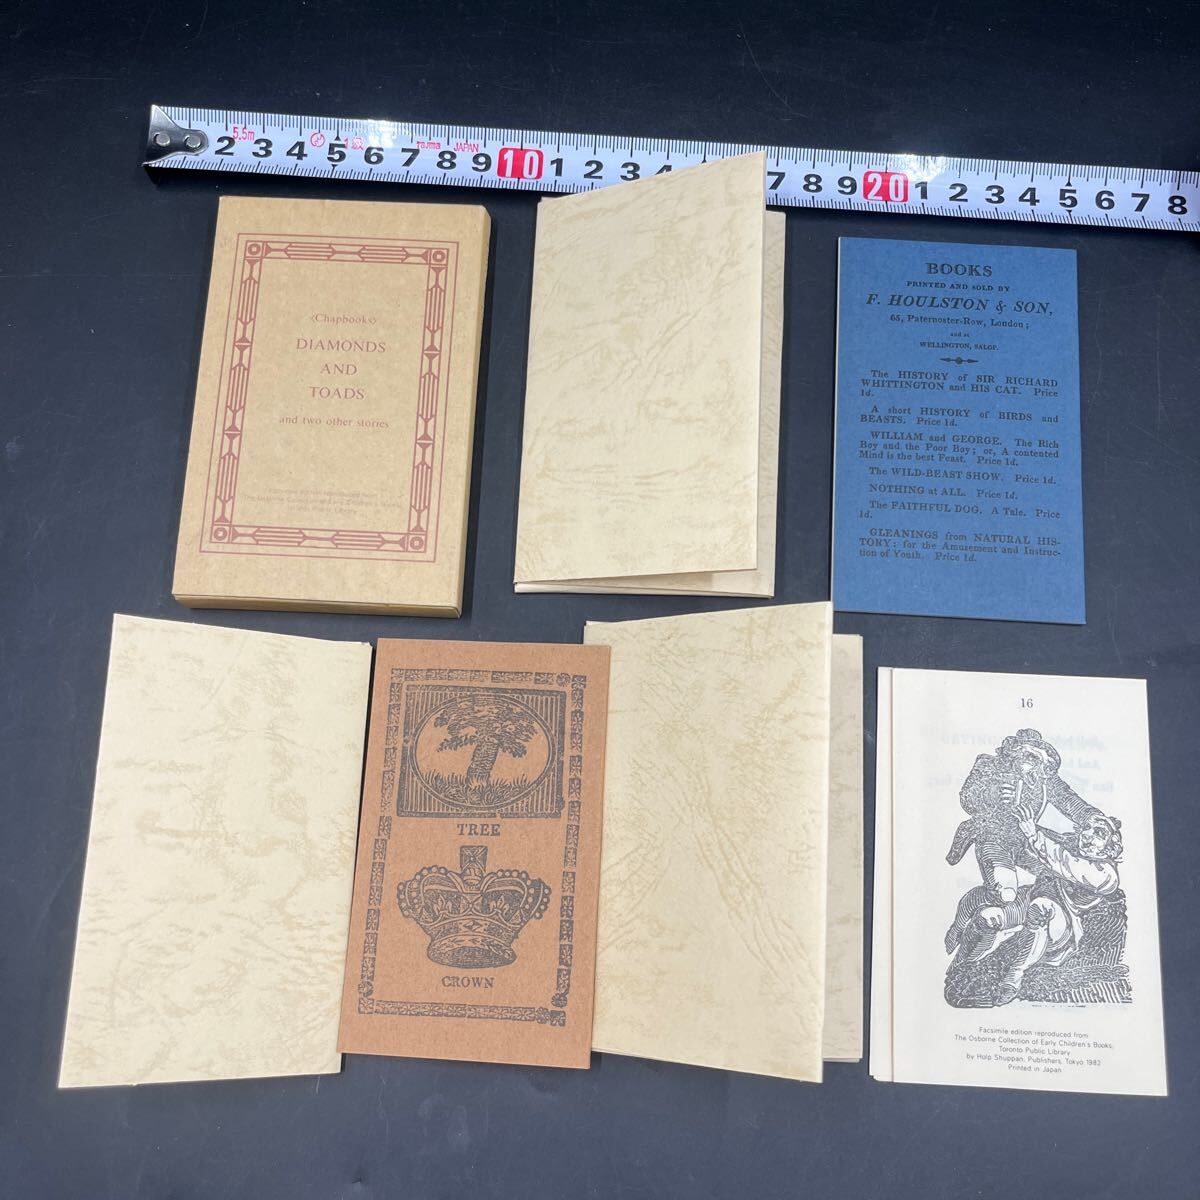 5.5m 1級 Tajima JAPAN
2 3 4 5 6 7 8 9 10 1 2 3 4 7 8 9 20 1 2 3 4 5 6 7 8
〈Chapbooks〉
DIAMONDS
AND
TOADS
and two other stories
BOOKS
PRINTED AND SOLD BY
F. HOULSTON & SON,
65, Paternoster-Row, London;
and at
WELLINGTON, SALOP.
The HISTORY of SIR RICHARD
WHITTINGTON and HIS CAT. Price
1d.
A short HISTORY of BIRDS and
BEASTS. Price 1d.
WILLIAM and GEORGE. The Rich
Boy and the Poor Boy; or, A contented
Mind is the best Feast. Price 1d.
The WILD-BEAST SHOW. Price 1d.
NOTHING at ALL. Price 1d.
The FAITHFUL DOG. A Tale. Price
1d.
GLEANINGS from NATURAL HIS-
TORY: for the Amusement and Instruc-
tion of Youth. Price 1d.
TREE
CROWN
16
Facsimile edition reproduced from
The Osborne Collection of Early Children's Books,
Toronto Public Library
by Holp Shuppan, Publishers, Tokyo 1982
Printed in Japan